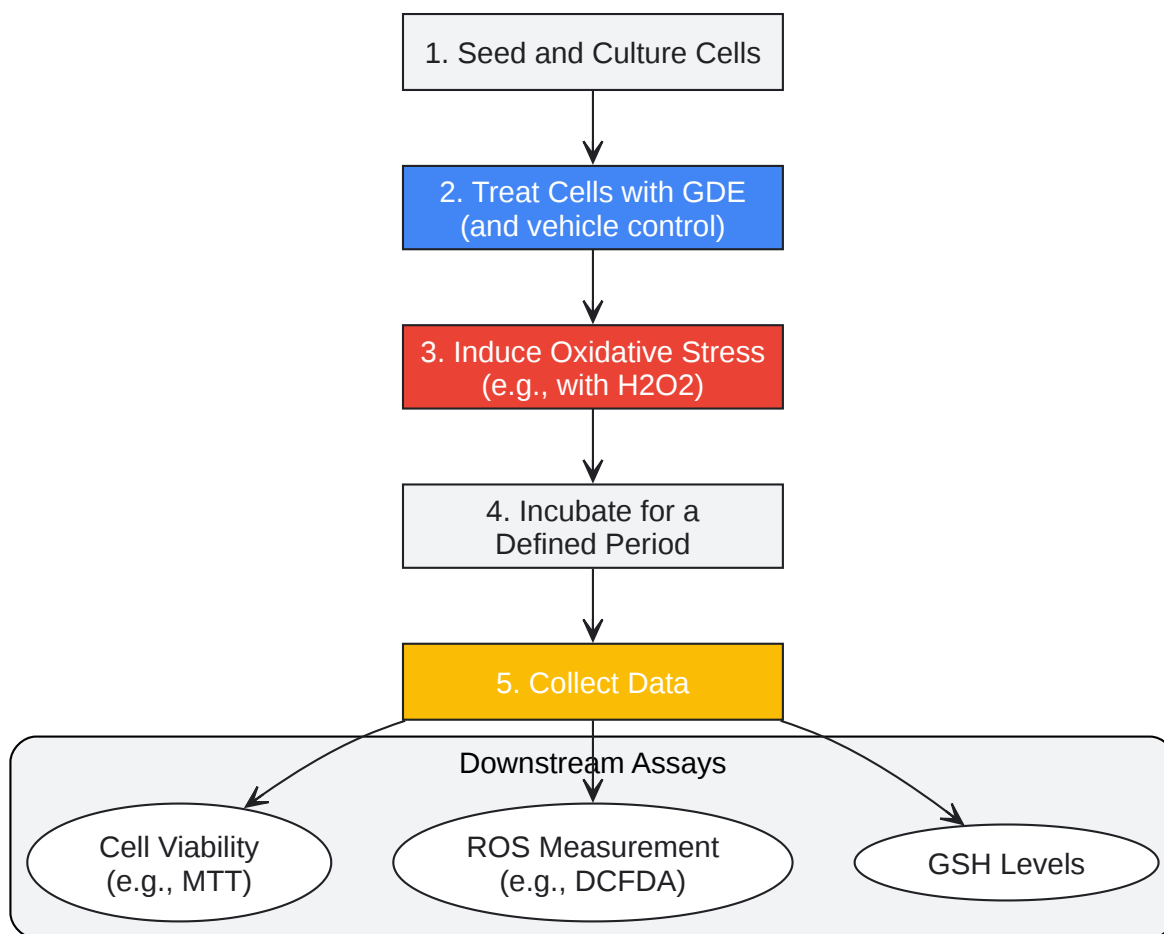 1. Seed and Culture Cells
2. Treat Cells with GDE
(and vehicle control)
3. Induce Oxidative Stress
(e.g., with H2O2)
4. Incubate for a
Defined Period
5. Collect Data
Downstream Assays
Cell Viability
(e.g., MTT)
ROS Measurement
(e.g., DCFDA)
GSH Levels